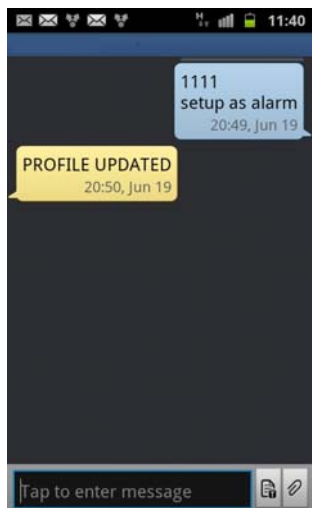 H
11:40
1111
setup as alarm
20:49, Jun 19
PROFILE UPDATED
20:50, Jun 19
Tap to enter message